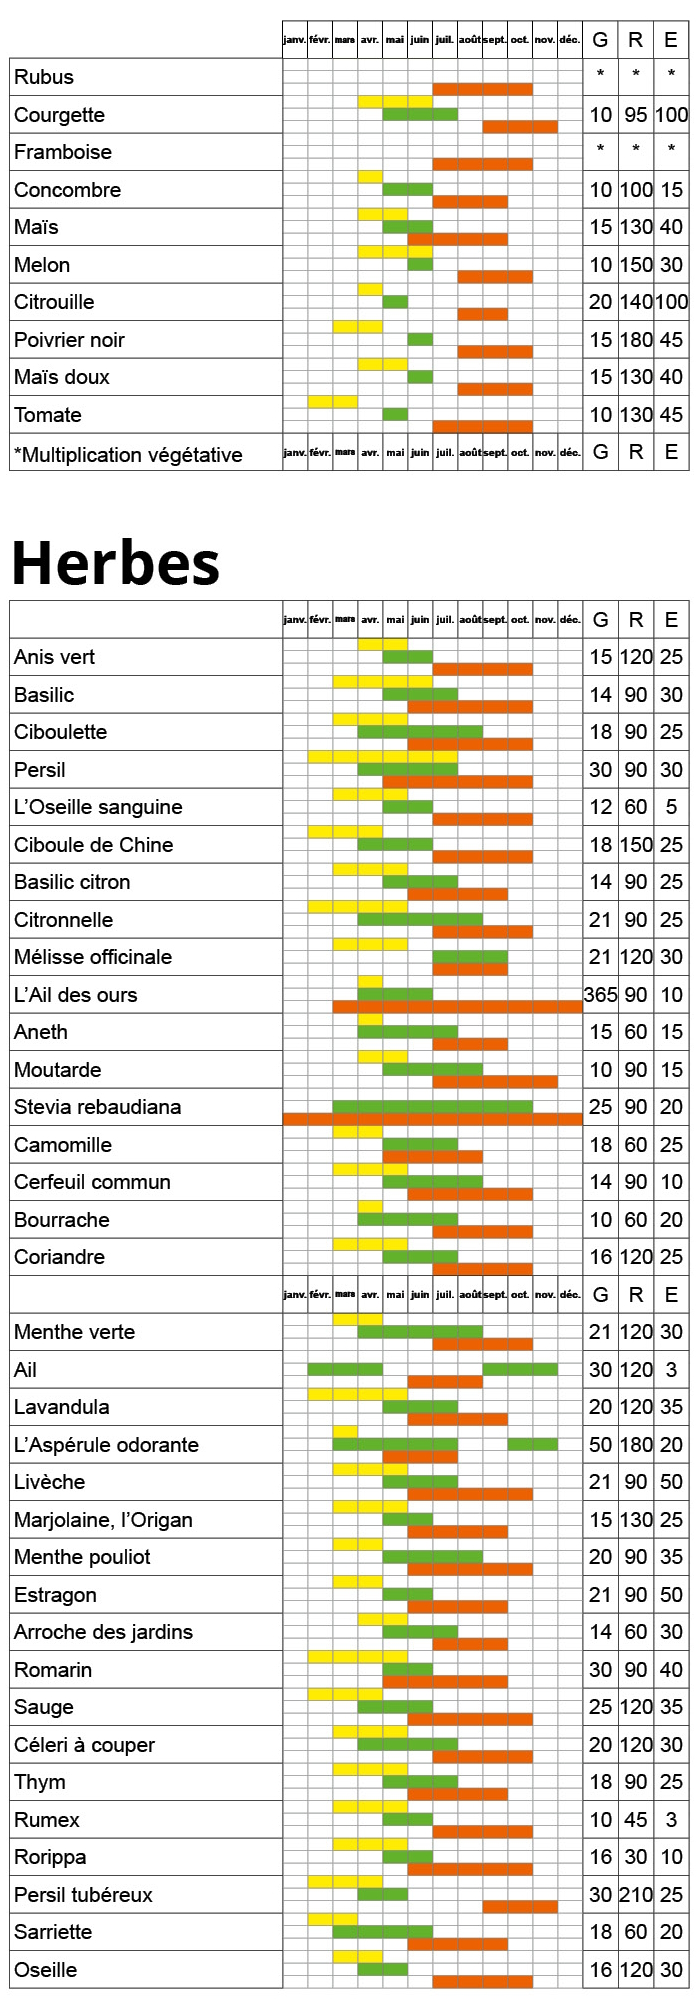 janv. févr. mars avr. mai juin juil. août sept. oct. nov. déc. G R E
Rubus * * *
Courgette 10 95 100
Framboise * * *
Concombre 10 100 15
Maïs 15 130 40
Melon 10 150 30
Citrouille 20 140 100
Poivrier noir 15 180 45
Maïs doux 15 130 40
Tomate 10 130 45
*Multiplication végétative janv. févr. mars avr. mai juin juil. août sept. oct. nov. déc. G R E
Herbes
janv. févr. mars avr. mai juin juil. août sept. oct. nov. déc. G R E
Anis vert 15 120 25
Basilic 14 90 30
Ciboulette 18 90 25
Persil 30 90 30
L'Oseille sanguine 12 60 5
Ciboule de Chine 18 150 25
Basilic citron 14 90 25
Citronnelle 21 90 25
Mélisse officinale 21 120 30
L'Ail des ours 365 90 10
Aneth 15 60 15
Moutarde 10 90 15
Stevia rebaudiana 25 90 20
Camomille 18 60 25
Cerfeuil commun 14 90 10
Bourrache 10 60 20
Coriandre 16 120 25
janv. févr. mars avr. mai juin juil. août sept. oct. nov. déc. G R E
Menthe verte 21 120 30
Ail 30 120 3
Lavandula 20 120 35
L'Aspérule odorante 50 180 20
Livèche 21 90 50
Marjolaine, l'Origan 15 130 25
Menthe pouliot 20 90 35
Estragon 21 90 50
Arroche des jardins 14 60 30
Romarin 30 90 40
Sauge 25 120 35
Céleri à couper 20 120 30
Thym 18 90 25
Rumex 10 45 3
Rorippa 16 30 10
Persil tubéreux 30 210 25
Sarriette 18 60 20
Oseille 16 120 30